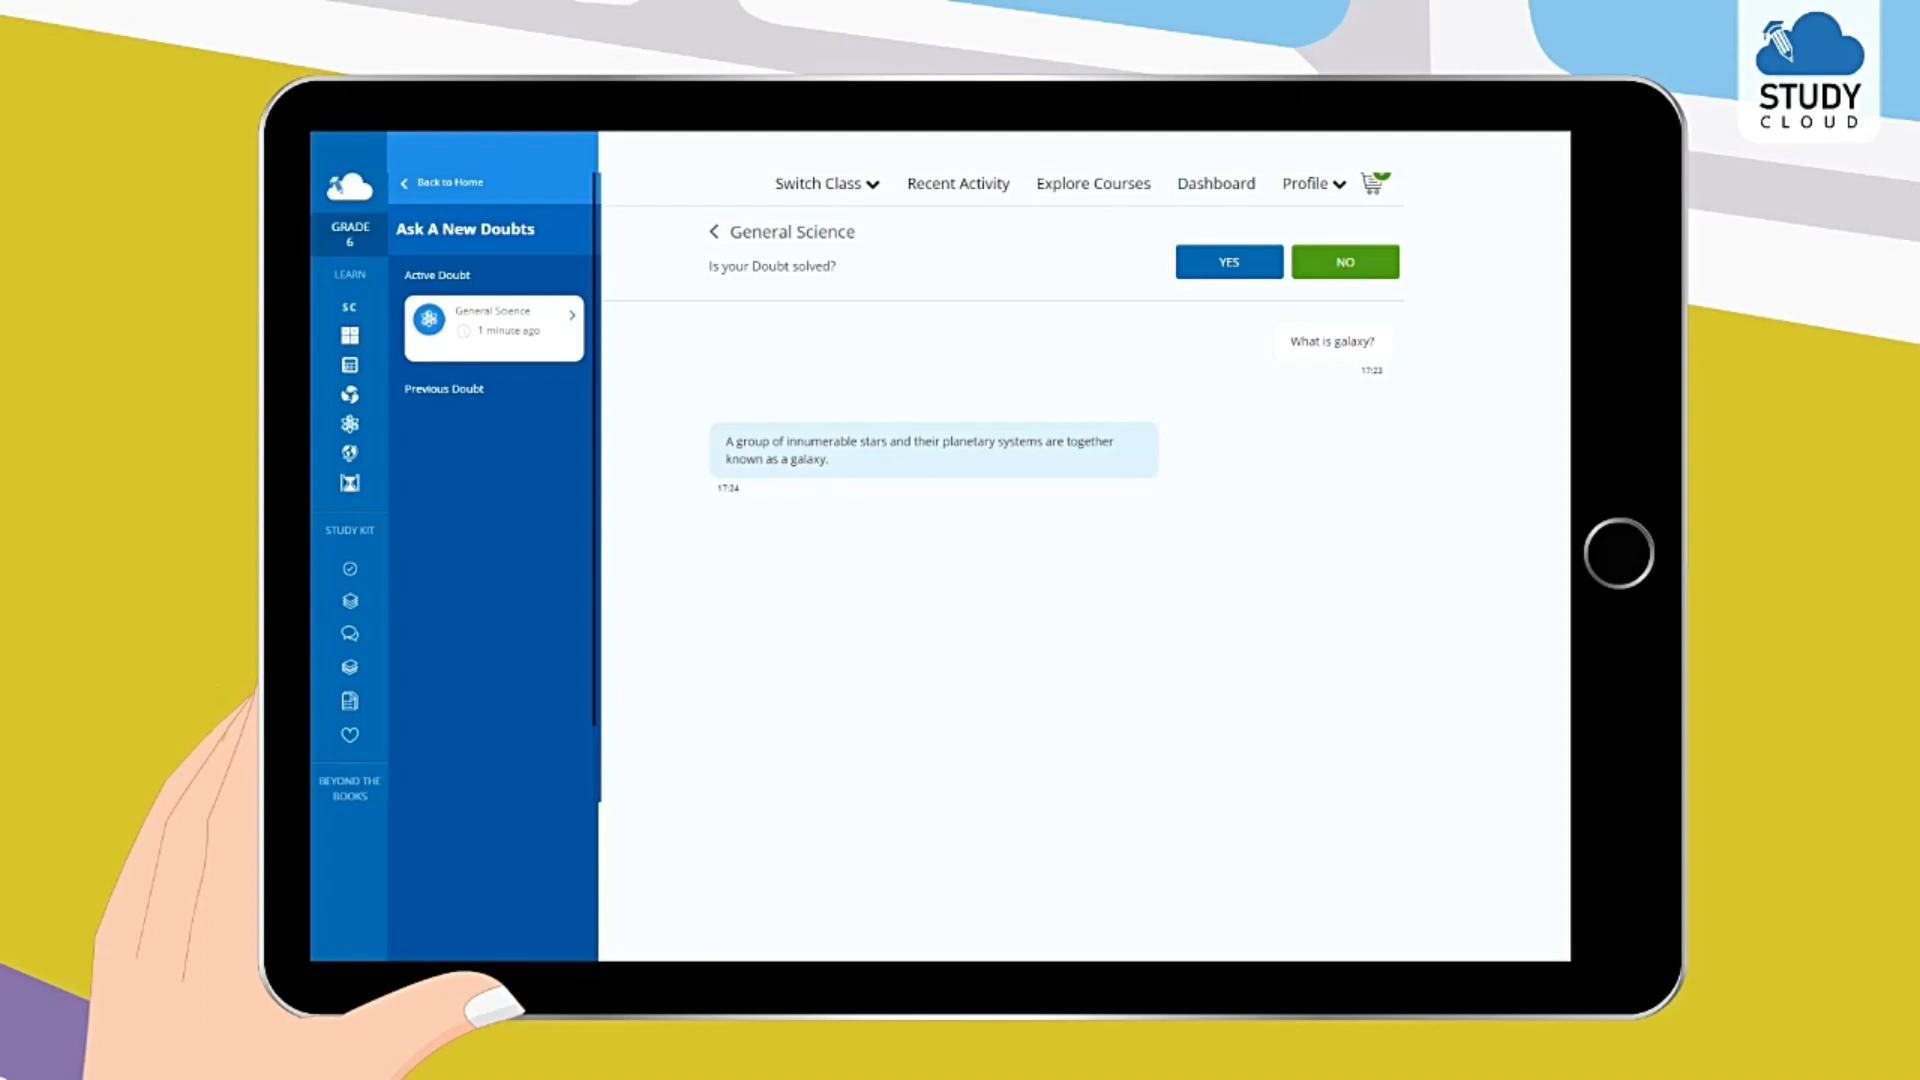 STUDY
CLOUD
Back to Home
Switch Class
Recent Activity
Explore Courses
Dashboard
Profile
GRADE
6
Ask A New Doubts
General Science
Is your Doubt solved?
YES
NO
LEARN
Active Doubt
SC
General Science
1 minute ago
Previous Doubt
What is galaxy?
17:23
A group of innumerable stars and their planetary systems are together
known as a galaxy.
17:24
STUDY KIT
BEYOND THE
BOOKS